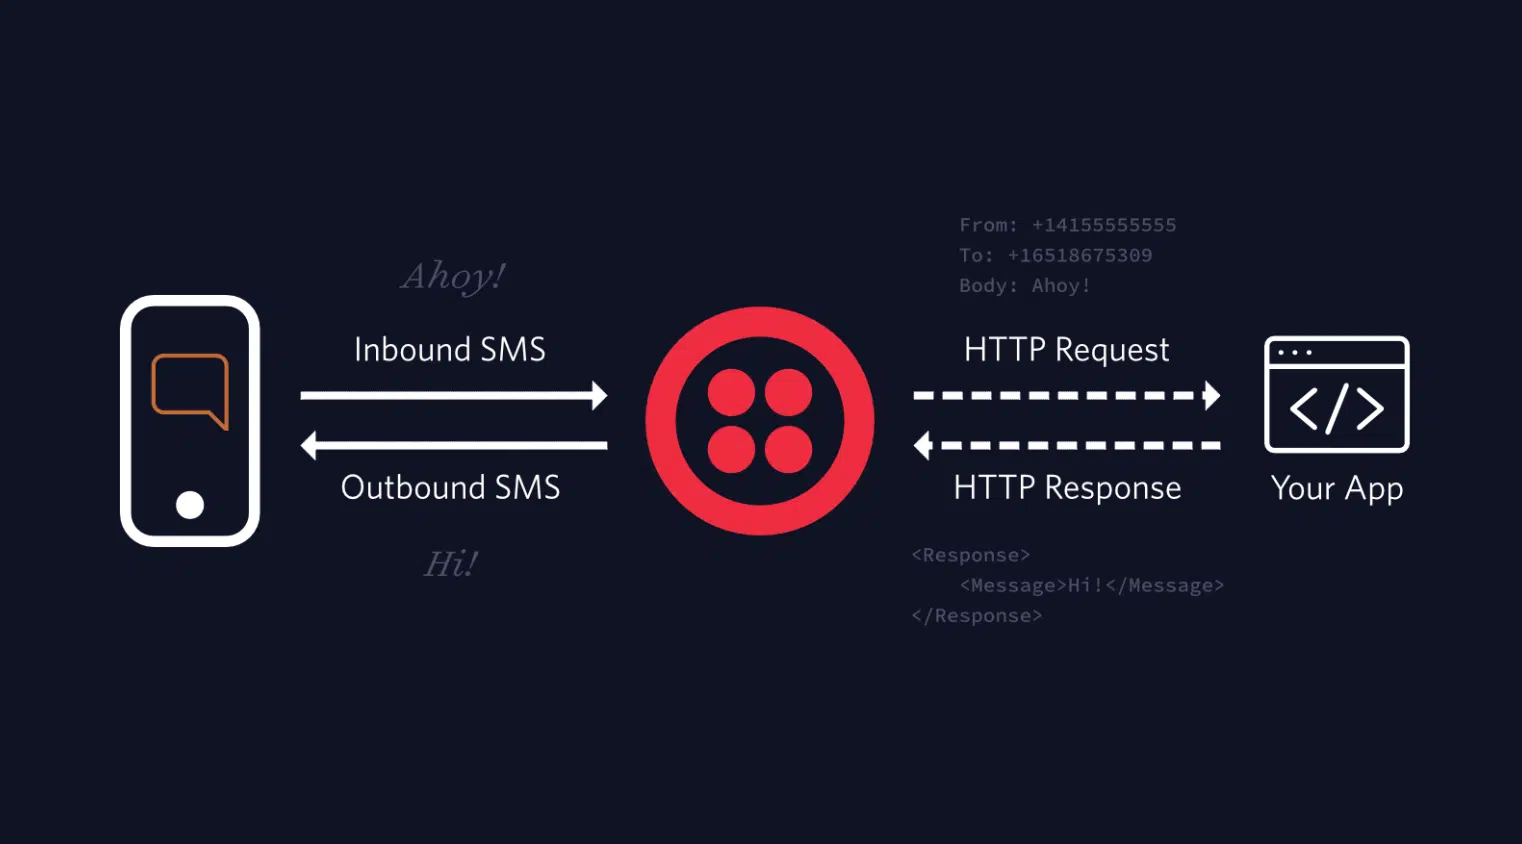 Ahoy!
Inbound SMS
Outbound SMS
Hi!
From: +14155555555
To: +16518675309
Body: Ahoy!
HTTP Request
HTTP Response
<Response>
    <Message>Hi!</Message>
</Response>
</>
Your App